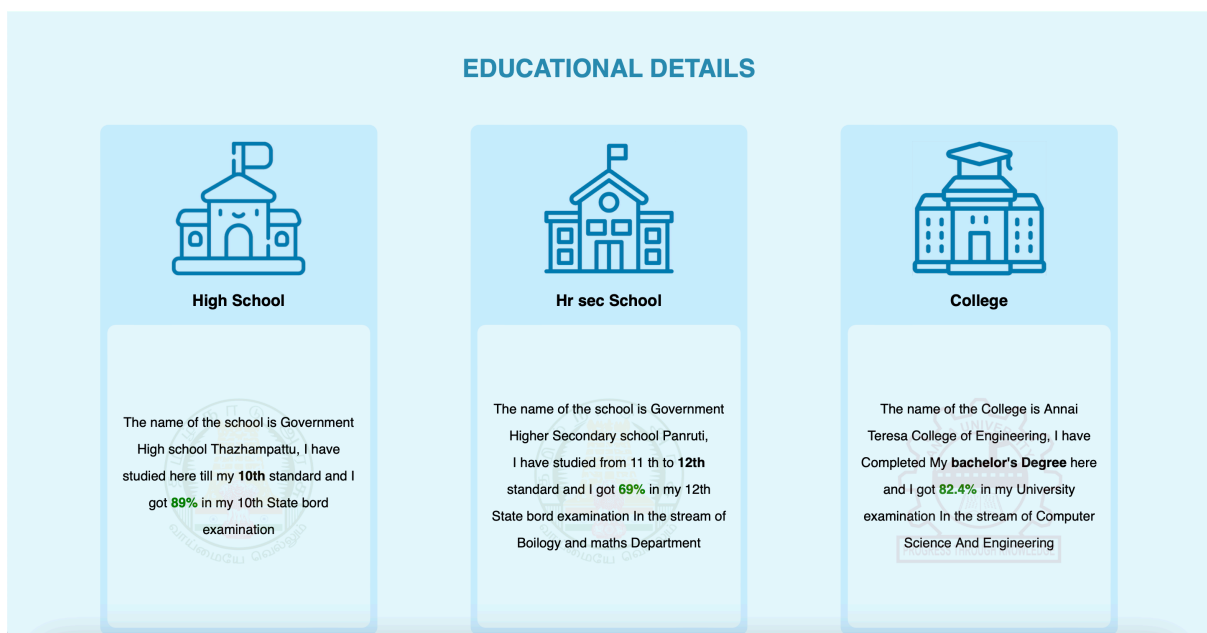 EDUCATIONAL DETAILS
High School
The name of the school is Government
High school Thazhampattu, I have
studied here till my 10th standard and I
got 89% in my 10th State bord
examination
Hr sec School
The name of the school is Government
Higher Secondary school Panruti,
I have studied from 11 th to 12th
standard and I got 69% in my 12th
State bord examination In the stream of
Boilogy and maths Department
College
The name of the College is Annai
Teresa College of Engineering, I have
Completed My bachelor's Degree here
and I got 82.4% in my University
examination In the stream of Computer
Science And Engineering
PROGRESS THROUGH KNOWLEDGE